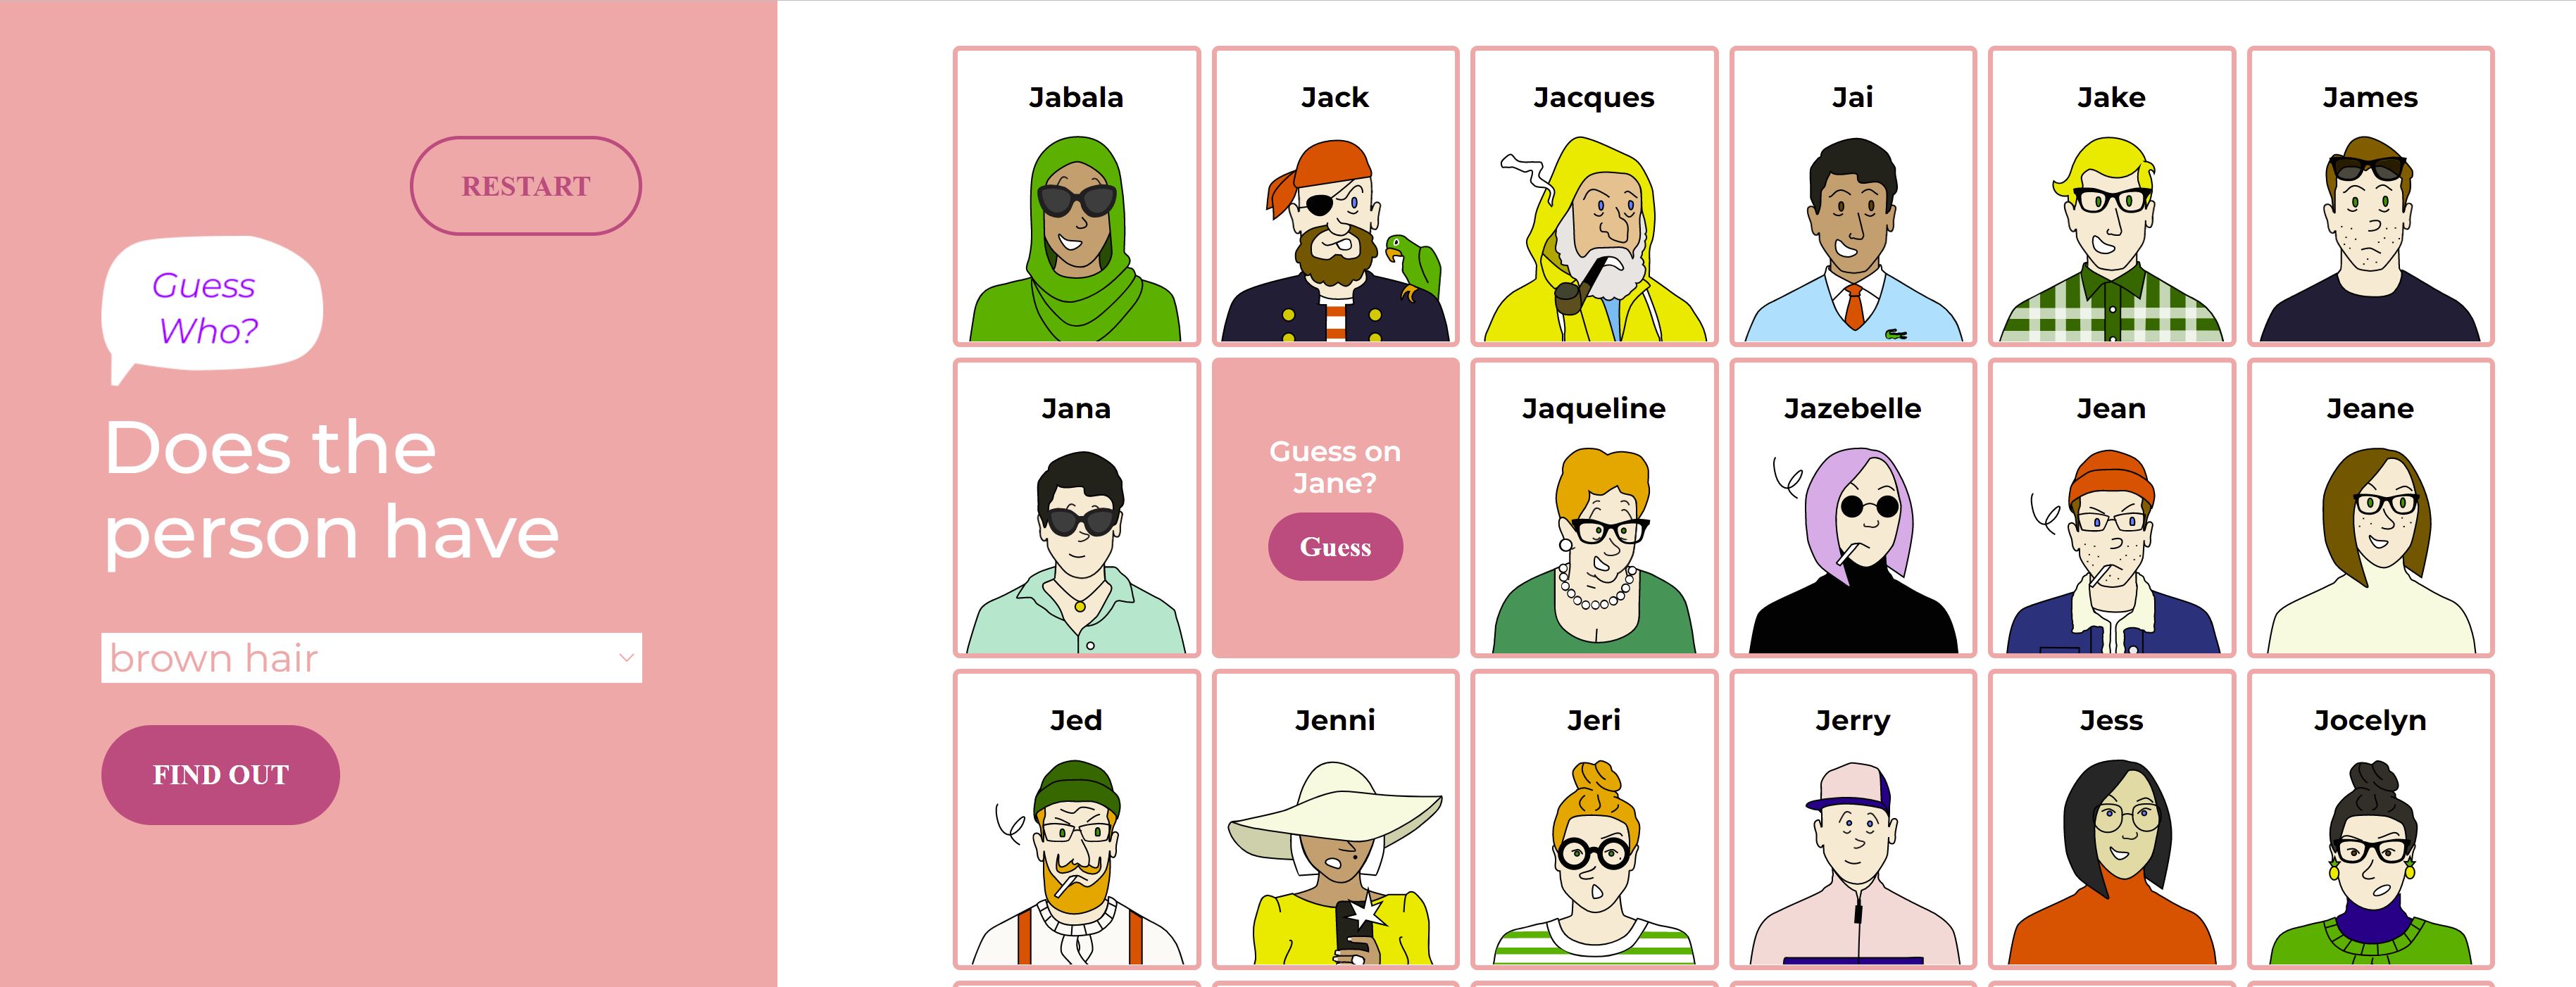 RESTART
Guess
Who?
Does the
person have
brown hair
FIND OUT
Jabala
Jack
Jacques
Jai
Jake
James
Jana
Guess on
Jane?
Guess
Jaqueline
Jazebelle
Jean
Jeane
Jed
Jenni
Jeri
Jerry
Jess
Jocelyn